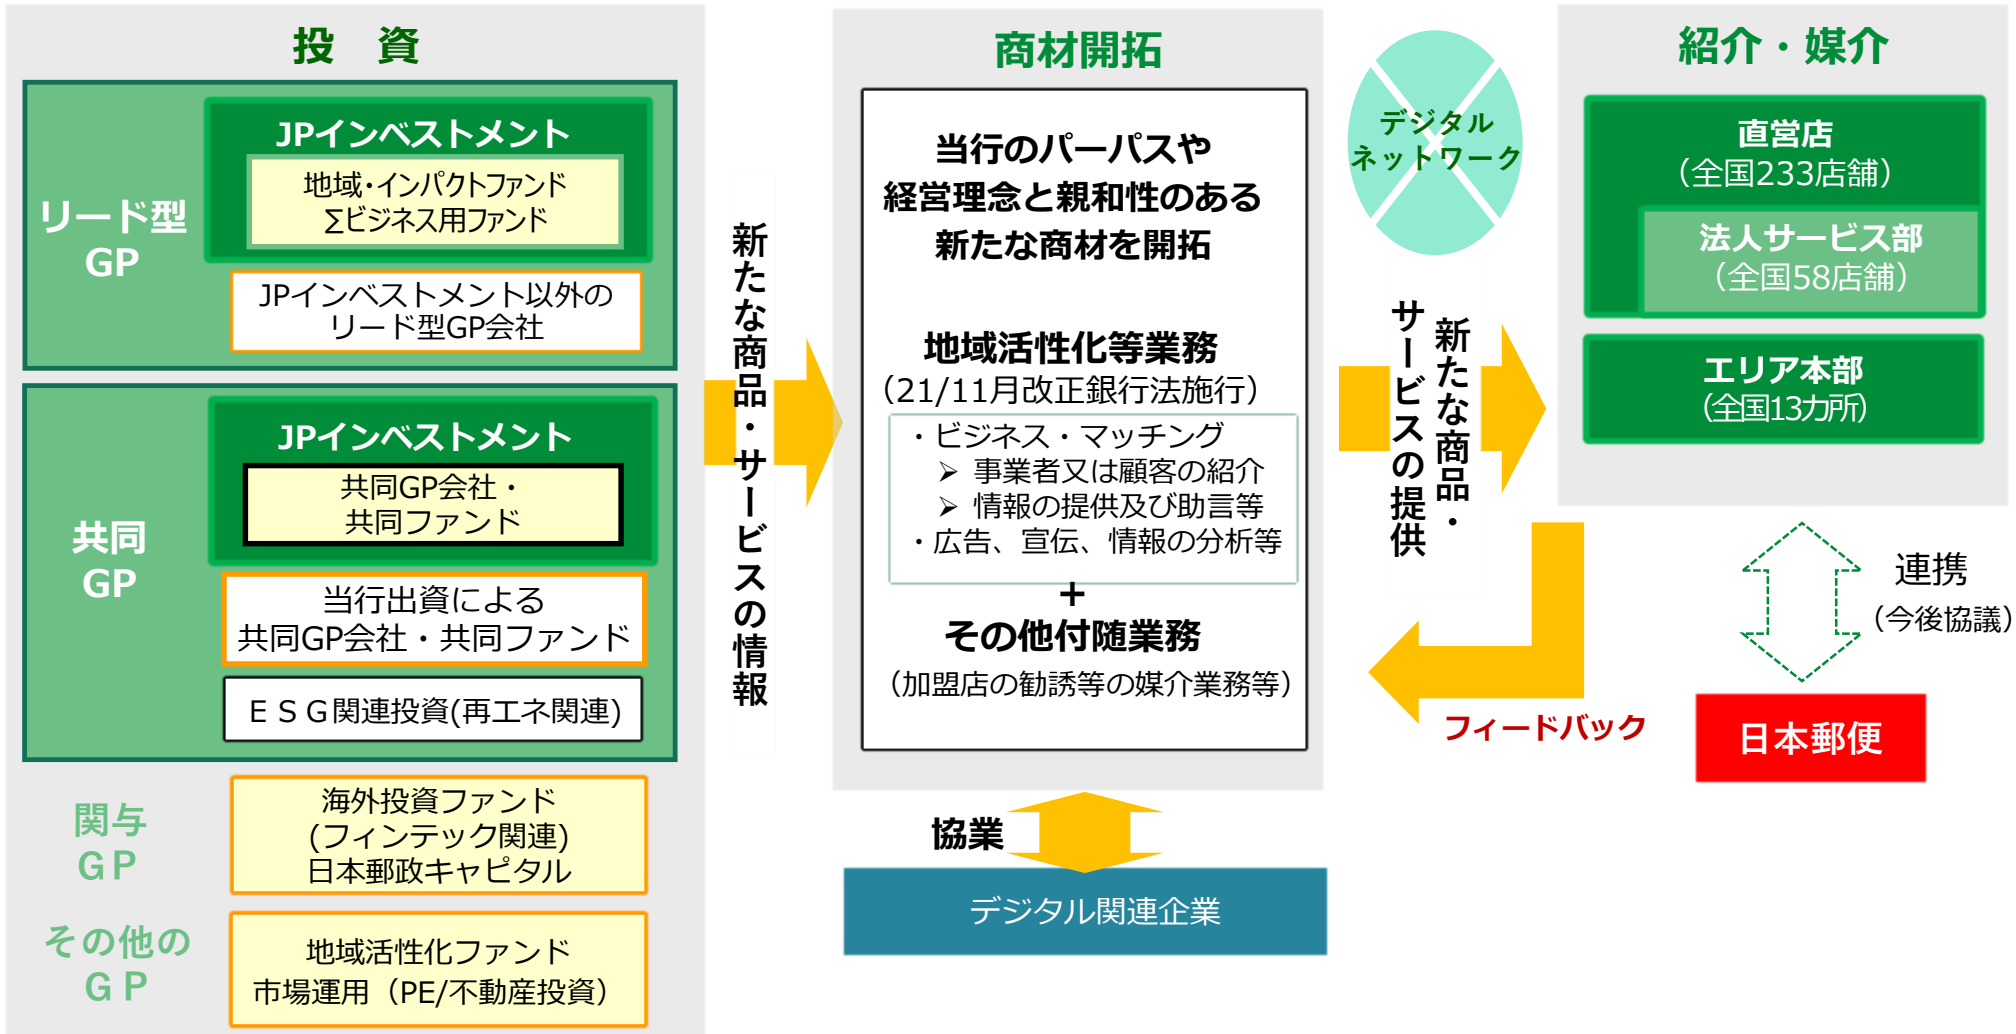 投　資
リード型
GP
JPインベストメント
地域・インパクトファンド
Σビジネス用ファンド
JPインベストメント以外の
リード型GP会社
共同
GP
JPインベストメント
共同GP会社・
共同ファンド
当行出資による
共同GP会社・共同ファンド
ＥＳＧ関連投資(再エネ関連)
関与
ＧＰ
海外投資ファンド
(フィンテック関連)
日本郵政キャピタル
その他の
ＧＰ
地域活性化ファンド
市場運用（PE/不動産投資）
新たな商品・サービスの情報
商材開拓
当行のパーパスや
経営理念と親和性のある
新たな商材を開拓
地域活性化等業務
（21/11月改正銀行法施行）
・ビジネス・マッチング
➢ 事業者又は顧客の紹介
➢ 情報の提供及び助言等
・広告、宣伝、情報の分析等
+
その他付随業務
（加盟店の勧誘等の媒介業務等）
協業
デジタル関連企業
デジタル
ネットワーク
新たな商品・
サービスの提供
フィードバック
紹介・媒介
直営店
（全国233店舗）
法人サービス部
（全国58店舗）
エリア本部
（全国13カ所）
連携
（今後協議）
日本郵便